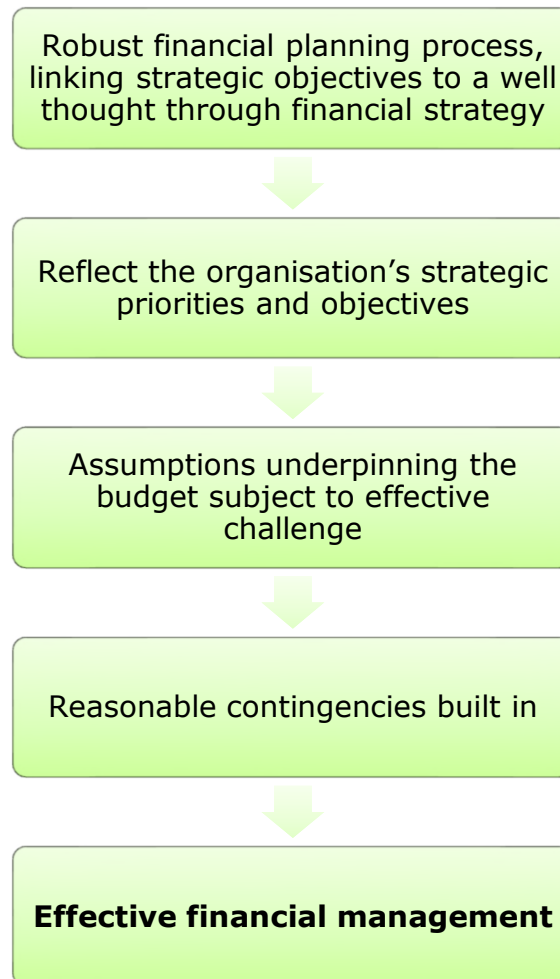 Robust financial planning process,
linking strategic objectives to a well
thought through financial strategy
Reflect the organisation’s strategic
priorities and objectives
Assumptions underpinning the
budget subject to effective
challenge
Reasonable contingencies built in
Effective financial management